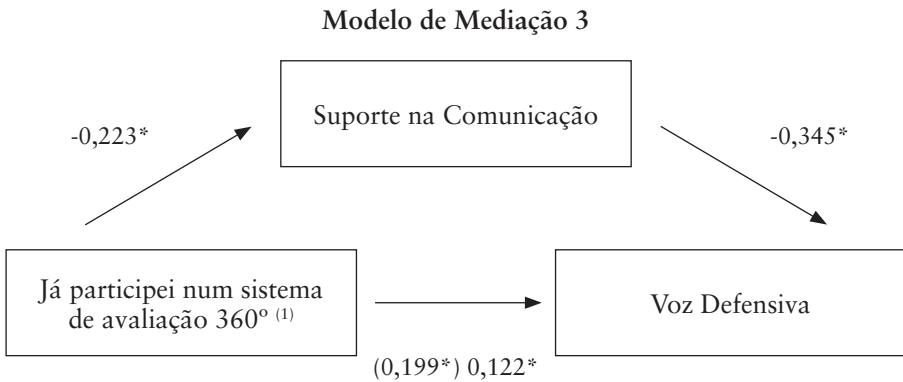 Modelo de Mediação 3
Suporte na Comunicação
-0,223*
-0,345*
Já participei num sistema
de avaliação 360º (1)
Voz Defensiva
(0,199*) 0,122*